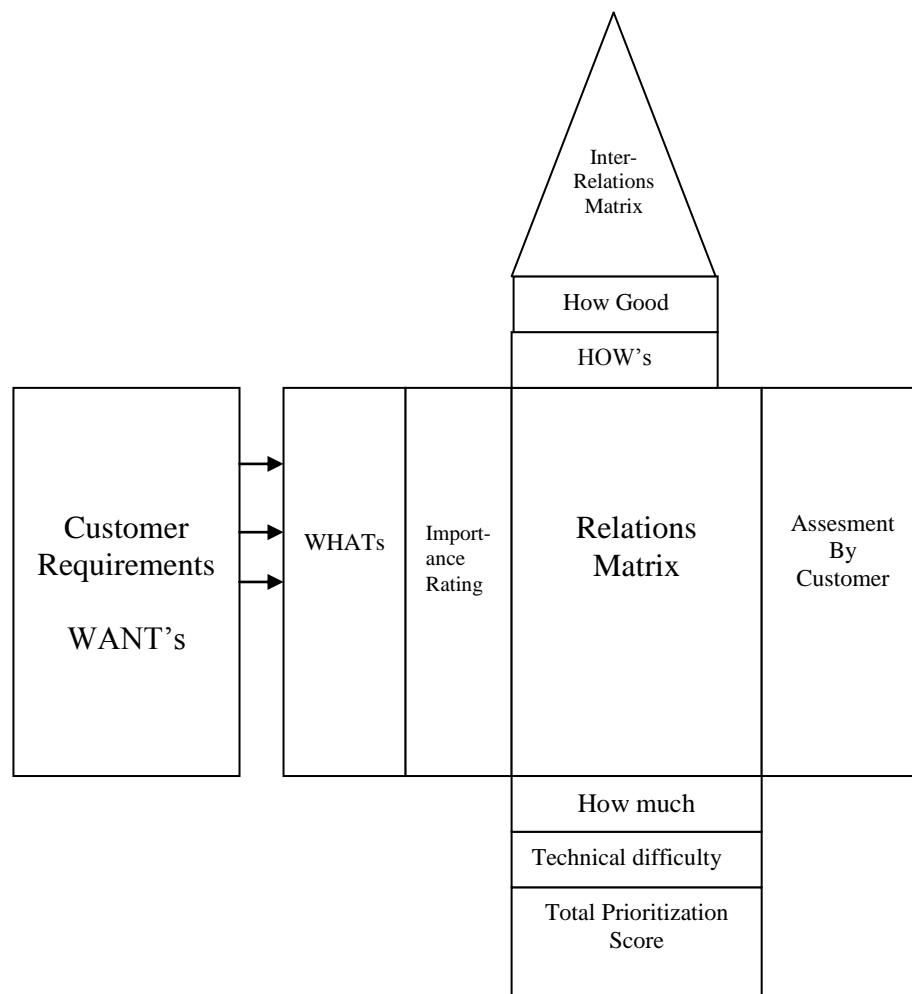 Inter-
Relations
Matrix
How Good
HOW’s
Customer
Requirements
WANT’s
WHATs
Import-
ance
Rating
Relations
Matrix
Assesment
By
Customer
How much
Technical difficulty
Total Prioritization
Score